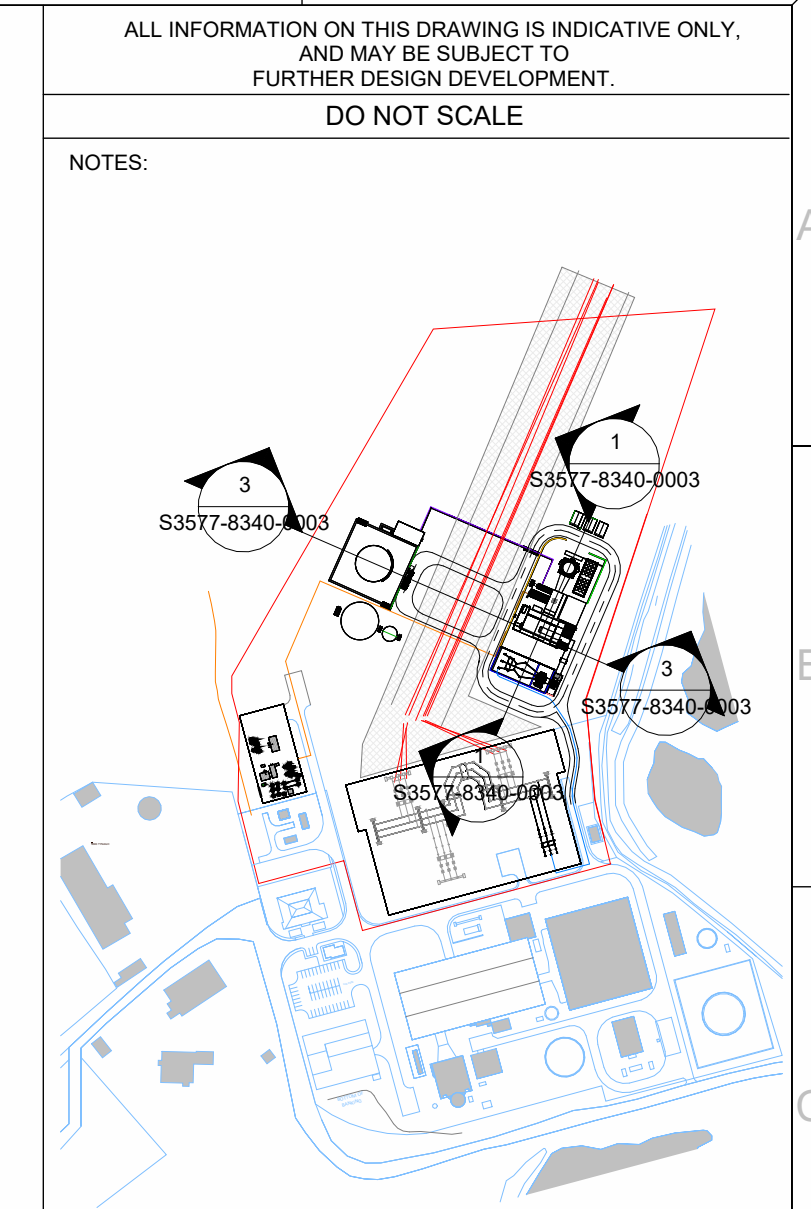 ALL INFORMATION ON THIS DRAWING IS INDICATIVE ONLY,
AND MAY BE SUBJECT TO
FURTHER DESIGN DEVELOPMENT.
DO NOT SCALE
NOTES:
A
1
S3577-8340-0003
3
S3577-8340-0003
3
S3577-8340-0003
B
1
S3577-8340-0003
C